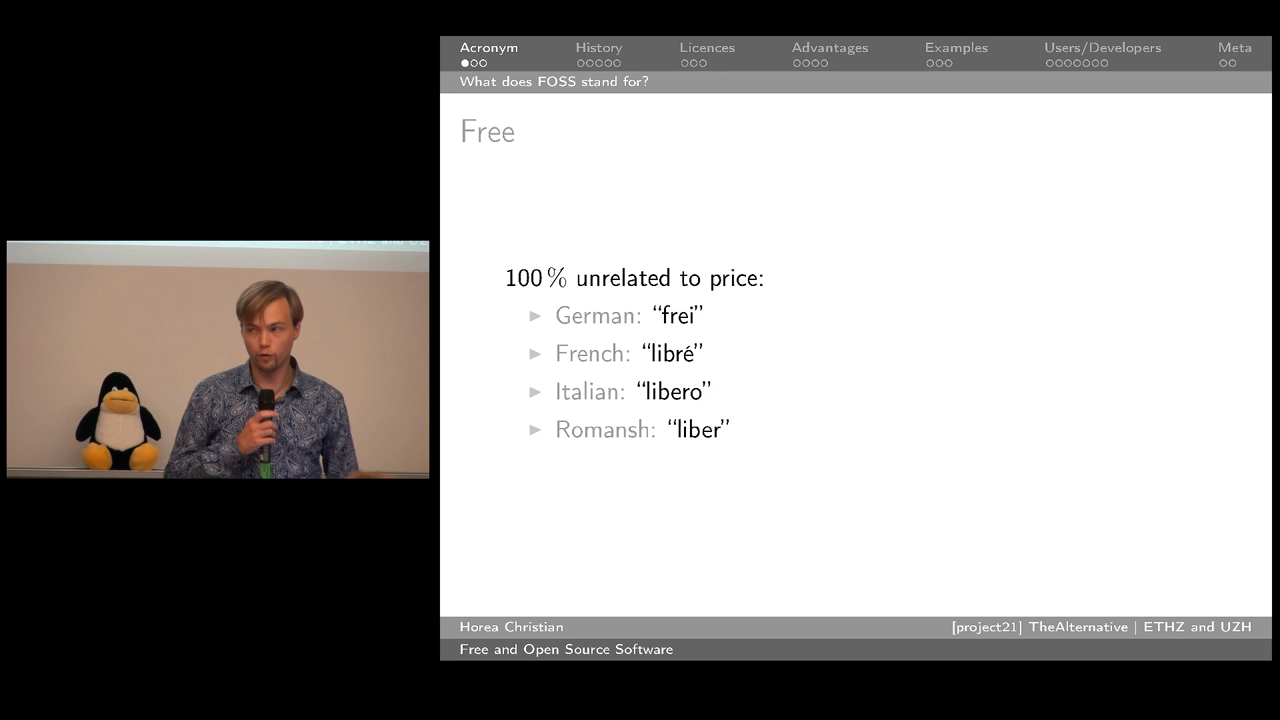 Acronym History Licences Advantages Examples Users/Developers Meta
What does FOSS stand for?
Free
100 % unrelated to price:
German: “frei”
French: “libré”
Italian: “libero”
Romansh: “liber”
Horea Christian [project21] TheAlternative | ETHZ and UZH
Free and Open Source Software